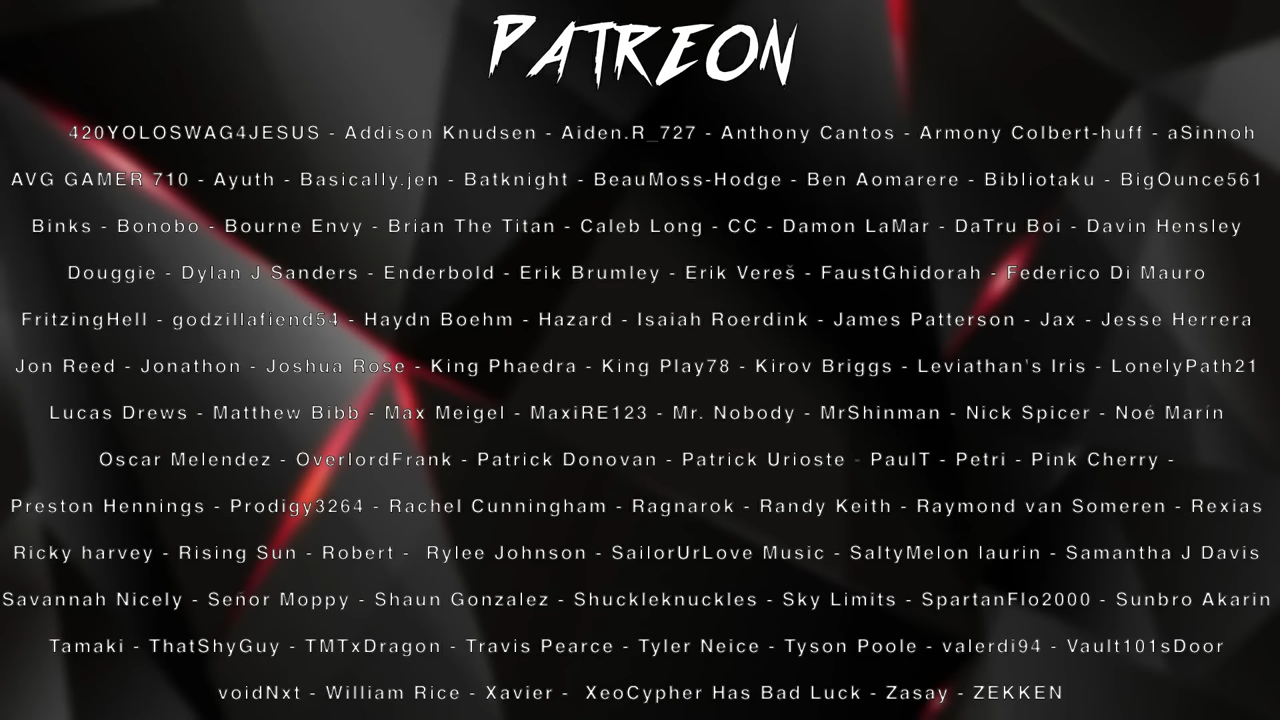 PATREON
420YOLOSWAG4JESUS - Addison Knudsen - Aiden.R_727 - Anthony Cantos - Armony Colbert-huff - aSinnoh
AVG GAMER 710 - Ayuth - Basically.jen - Batknight - BeauMoss-Hodge - Ben Aomarere - Bibliotaku - BigOunce561
Binks - Bonobo - Bourne Envy - Brian The Titan - Caleb Long - CC - Damon LaMar - DaTru Boi - Davin Hensley
Douggie - Dylan J Sanders - Enderbold - Erik Brumley - Erik Vereš - FaustGhidorah - Federico Di Mauro
FritzingHell - godzillafiend54 - Haydn Boehm - Hazard - Isaiah Roerdink - James Patterson - Jax - Jesse Herrera
Jon Reed - Jonathon - Joshua Rose - King Phaedra - King Play78 - Kirov Briggs - Leviathan's Iris - LonelyPath21
Lucas Drews - Matthew Bibb - Max Meigel - MaxiRE123 - Mr. Nobody - MrShinman - Nick Spicer - Noé Marín
Oscar Melendez - OverlordFrank - Patrick Donovan - Patrick Urioste - PaulT - Petri - Pink Cherry -
Preston Hennings - Prodigy3264 - Rachel Cunningham - Ragnarok - Randy Keith - Raymond van Someren - Rexias
Ricky harvey - Rising Sun - Robert - Rylee Johnson - SailorUrLove Music - SaltyMelon laurin - Samantha J Davis
Savannah Nicely - Señor Moppy - Shaun Gonzalez - Shuckleknuckles - Sky Limits - SpartanFlo2000 - Sunbro Akarin
Tamaki - ThatShyGuy - TMTxDragon - Travis Pearce - Tyler Neice - Tyson Poole - valerdi94 - Vault101sDoor
voidNxt - William Rice - Xavier - XeoCypher Has Bad Luck - Zasay - ZEKKEN